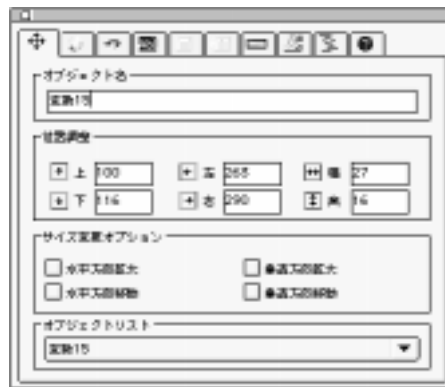 オブジェクト名
変数15
位置調整
上 100 左 265 幅 27
下 116 右 290 高 16
サイズ変更オプション
水平方向拡大 垂直方向拡大
水平方向移動 垂直方向移動
オブジェクトリスト
変数15